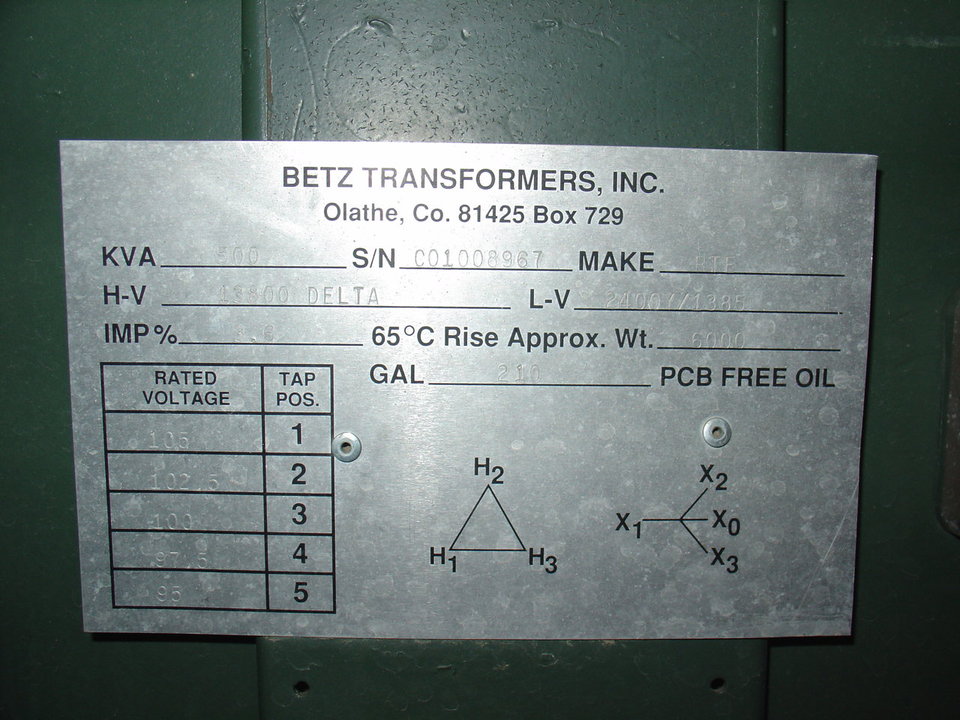 BETZ TRANSFORMERS, INC.
Olathe, Co. 81425 Box 729
KVA 500 S/N C01008967 MAKE
H-V 13800 DELTA L-V 2400Y/1385
IMP% 65°C Rise Approx. Wt. 6000
GAL 210 PCB FREE OIL
RATED VOLTAGE TAP POS.
105 1
102.5 2
100 3
97.5 4
95 5
H2
H1 H3
X2
X1 X0
X3